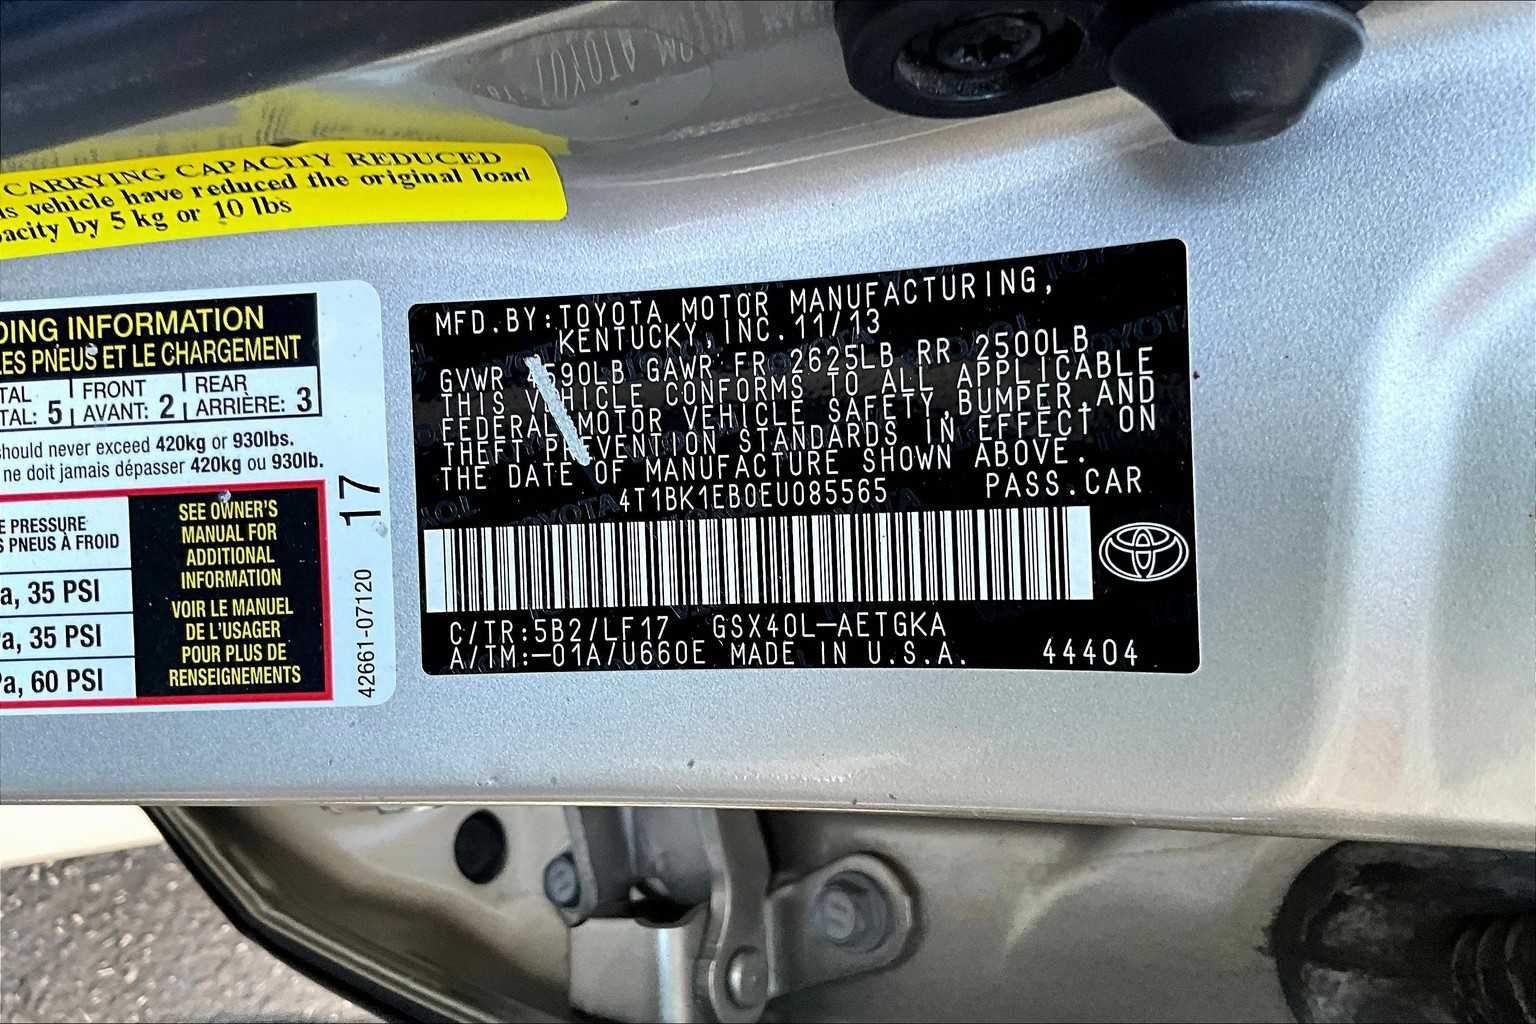 CARRYING CAPACITY REDUCED
vehicle have reduced the original load
by 5 kg or 10 lbs
DING INFORMATION
LES PNEUS ET LE CHARGEMENT
TAL FRONT REAR
TAL: 5 AVANT: 2 ARRIÈRE: 3
should never exceed 420kg or 930lbs.
ne doit jamais dépasser 420kg ou 930lb.
E PRESSURE
S PNEUS À FROID
a, 35 PSI
a, 35 PSI
Pa, 60 PSI
SEE OWNER'S
MANUAL FOR
ADDITIONAL
INFORMATION
VOIR LE MANUEL
DE L'USAGER
POUR PLUS DE
RENSEIGNEMENTS
17
42661-07120
MFD.BY:TOYOTA MOTOR MANUFACTURING,
KENTUCKY,INC.11/13
GVWR 4590LB GAWR FR 2625LB RR 2500LB
THIS VEHICLE CONFORMS TO ALL APPLICABLE
FEDERAL MOTOR VEHICLE SAFETY,BUMPER,AND
THEFT PREVENTION STANDARDS IN EFFECT ON
THE DATE OF MANUFACTURE SHOWN ABOVE.
4T1BK1EB0EU085565 PASS.CAR
C/TR:5B2/LF17 GSX40L-AETGKA
A/TM:-01A/U660E MADE IN U.S.A. 44404